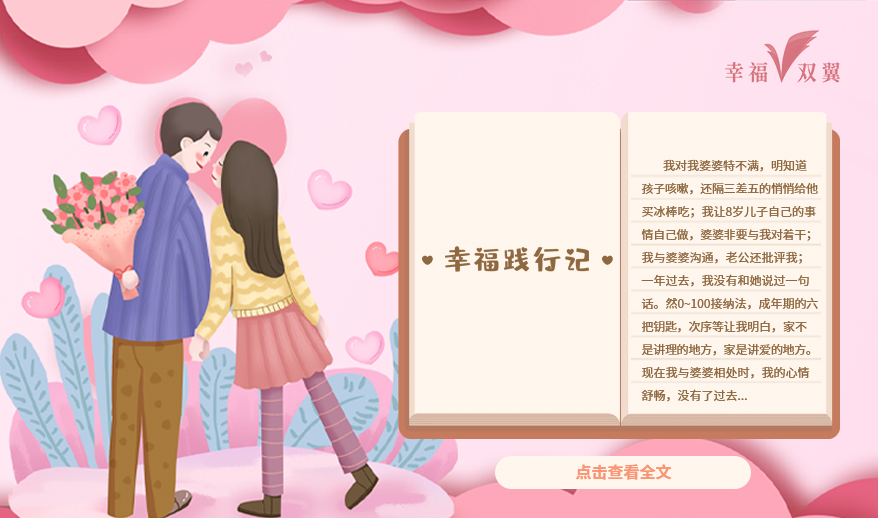 幸福双翼
幸福践行记
我对我婆婆特不满，明知道
孩子咳嗽，还隔三差五的悄悄给他
买冰棒吃；我让8岁儿子自己的事
情自己做，婆婆非要与我对着干；
我与婆婆沟通，老公还批评我；
一年过去，我没有和她说过一句
话。然0~100接纳法，成年期的六
把钥匙，次序等让我明白，家不
是讲理的地方，家是讲爱的地方。
现在我与婆婆相处时，我的心情
舒畅，没有了过去...
点击查看全文